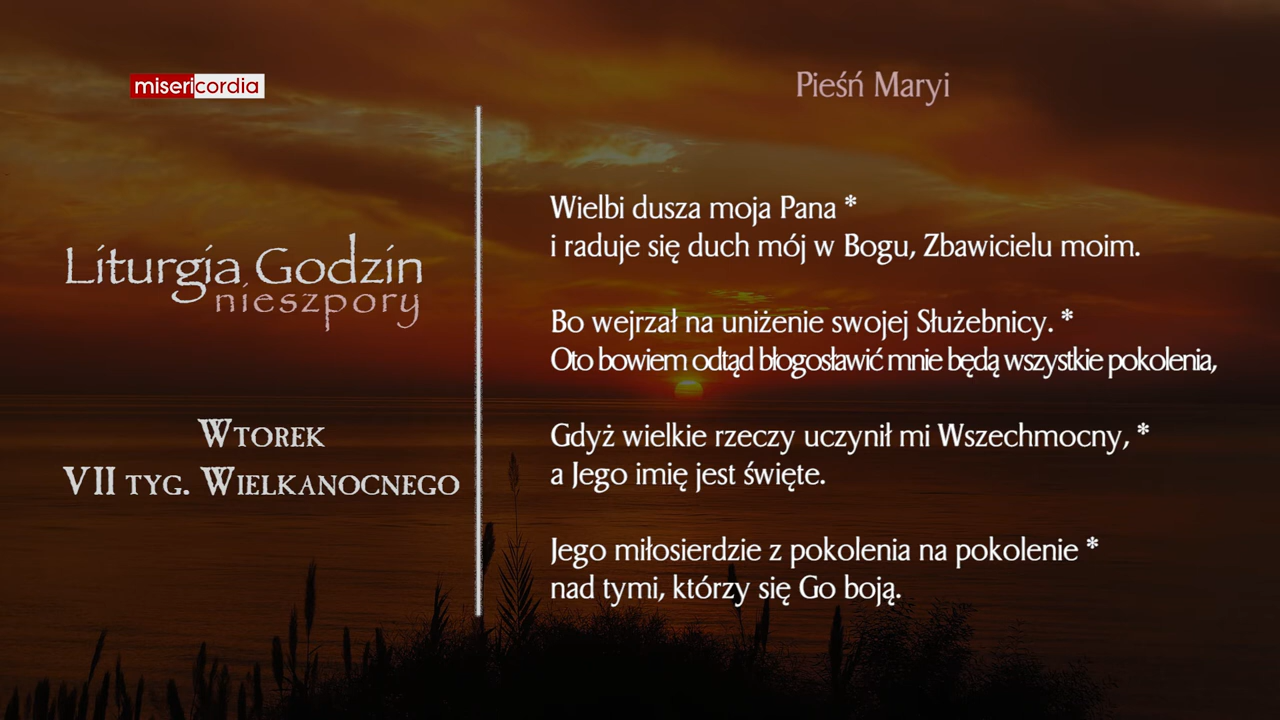 misericordia
Liturgia Godzin
nieszpory
Wtorek
VII tyg. Wielkanocnego
Pieśń Maryi
Wielbi dusza moja Pana *
i raduje się duch mój w Bogu, Zbawicielu moim.
Bo wejrzał na uniżenie swojej Służebnicy. *
Oto bowiem odtąd błogosławić mnie będą wszystkie pokolenia,
Gdyż wielkie rzeczy uczynił mi Wszechmocny, *
a Jego imię jest święte.
Jego miłosierdzie z pokolenia na pokolenie *
nad tymi, którzy się Go boją.